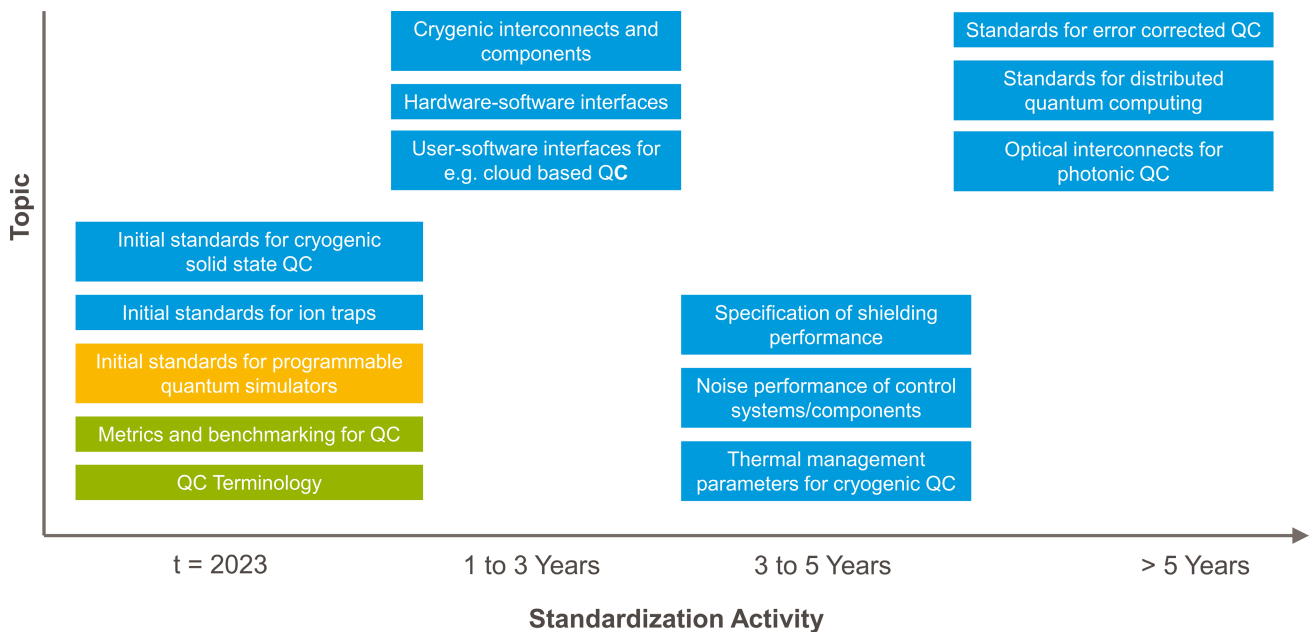 Topic
Crygenic interconnects and
components
Hardware-software interfaces
User-software interfaces for
e.g. cloud based QC
Standards for error corrected QC
Standards for distributed
quantum computing
Optical interconnects for
photonic QC
Initial standards for cryogenic
solid state QC
Initial standards for ion traps
Initial standards for programmable
quantum simulators
Metrics and benchmarking for QC
QC Terminology
Specification of shielding
performance
Noise performance of control
systems/components
Thermal management
parameters for cryogenic QC
t = 2023
1 to 3 Years
3 to 5 Years
> 5 Years
Standardization Activity